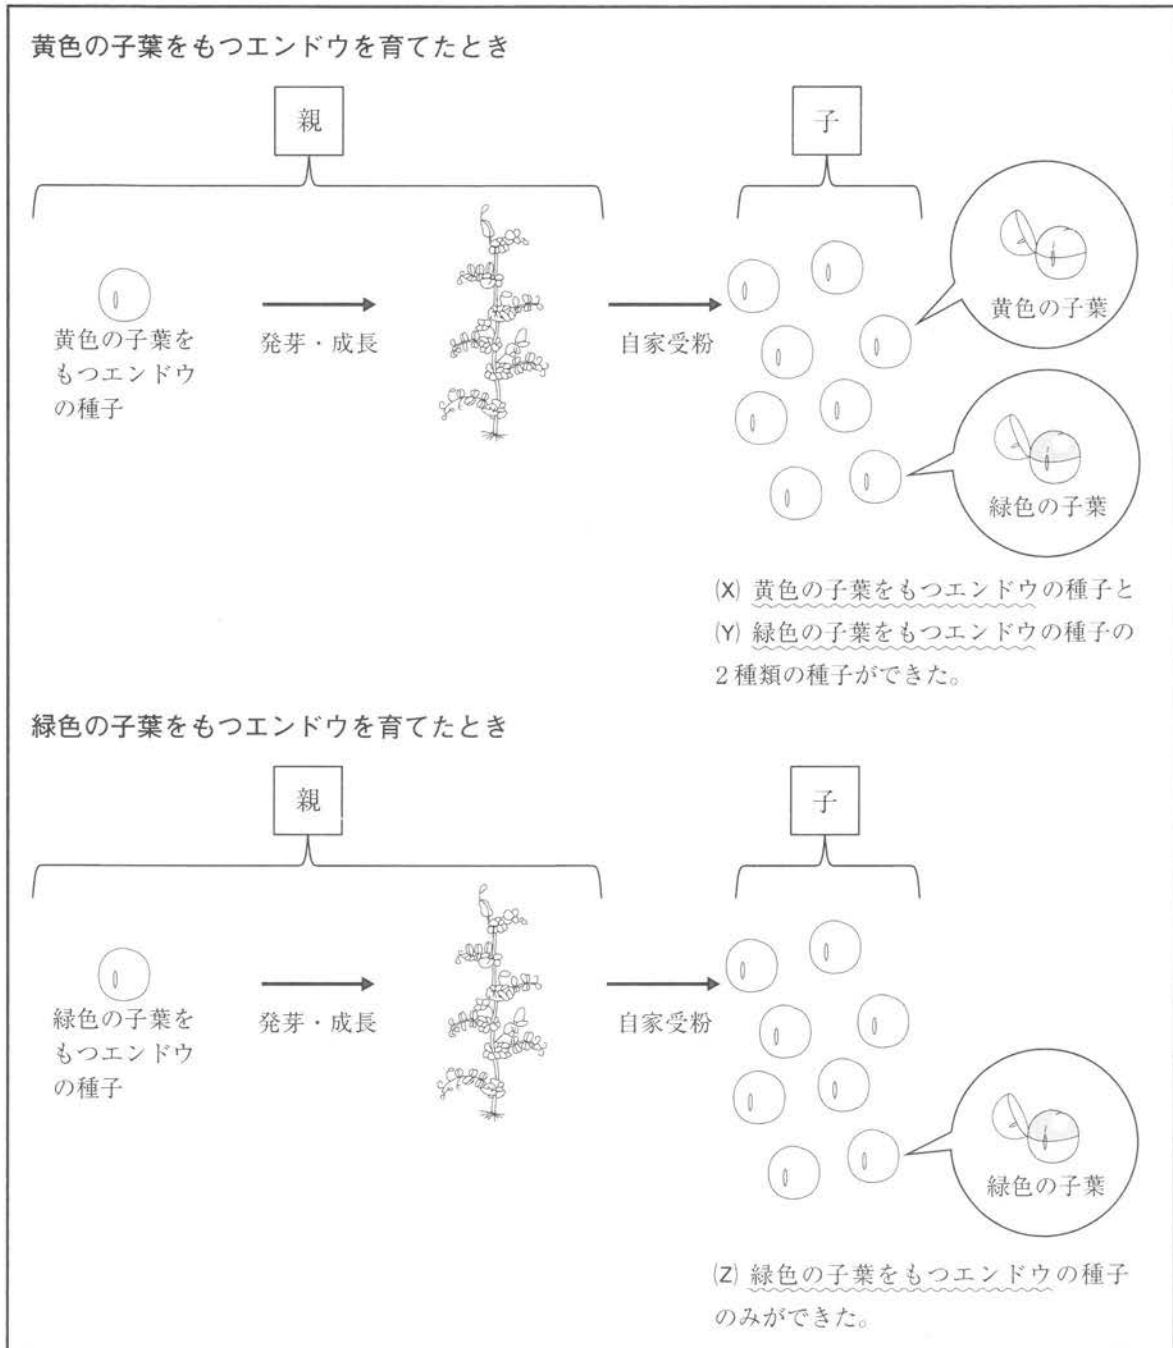 黄色の子葉をもつエンドウを育てたとき
親
子
黄色の子葉を
もつエンドウ
の種子
発芽・成長
自家受粉
黄色の子葉
緑色の子葉
(X) 黄色の子葉をもつエンドウの種子と
(Y) 緑色の子葉をもつエンドウの種子の
2種類の種子ができた。
緑色の子葉をもつエンドウを育てたとき
親
子
緑色の子葉を
もつエンドウ
の種子
発芽・成長
自家受粉
緑色の子葉
(Z) 緑色の子葉をもつエンドウの種子
のみができた。